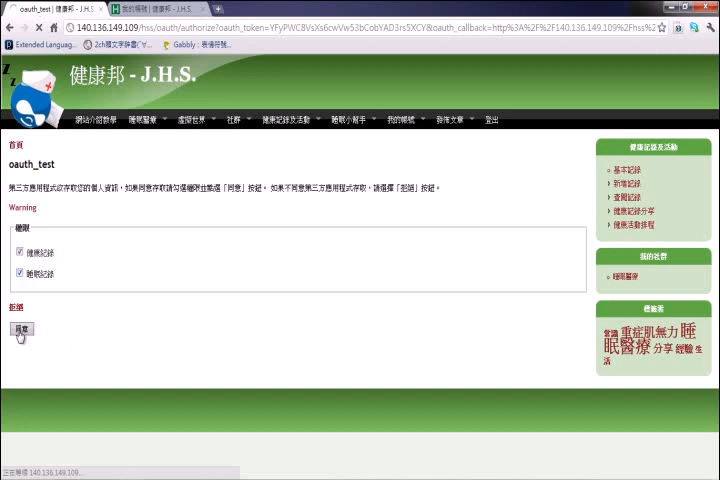 oauth_test | 健康邦 - J.H.S.
我的帳號 | 健康邦 - J.H.S.
140.136.149.109/hss/oauth/authorize?oauth_token=YFyPWC8VsXs6cwVw53bCobYAD3rs5XCY&oauth_callback=http%3A%2F%2F140.136.149.109%2Fhss%2
Extended Languag...
Gabbly：表情符號...
健康邦 - J.H.S.
網站介紹教學 睡眠醫療 虛擬世界 社群 健康記錄及活動 睡眠小幫手 我的帳號 發佈文章 登出
首頁
oauth_test
第三方應用程式欲存取您的個人資訊，如果同意存取請勾選權限並點選「同意」按鈕。 如果不同意第三方應用程式存取，請選擇「拒絕」按鈕。
Warning
權限
健康記錄
睡眠記錄
拒絕
同意
健康記錄及活動
基本記錄
新增記錄
查閱記錄
健康記錄分享
健康活動排程
我的社群
睡眠醫療
標籤雲
常識 重症肌無力 睡
眠醫療 分享 經驗 生
活
正在等候 140.136.149.109...